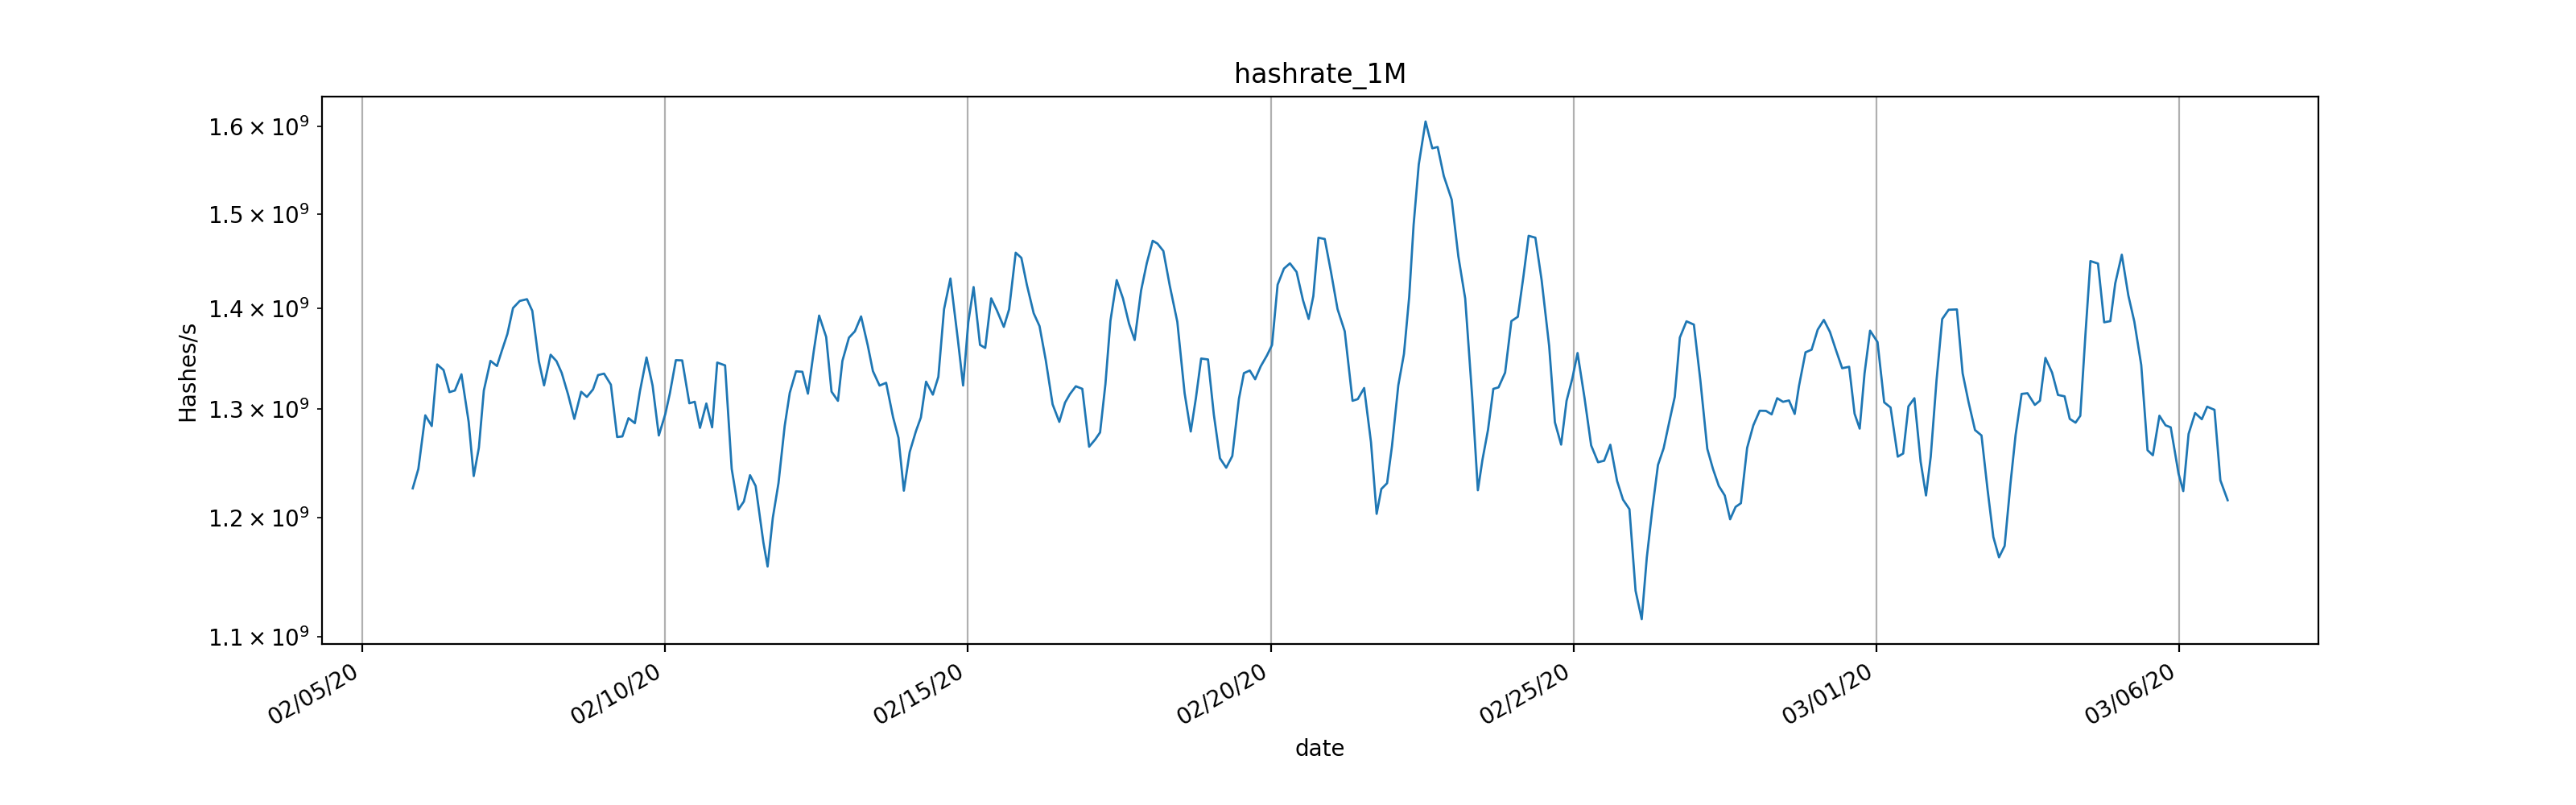 hashrate_1M
1.6 × 10⁹
1.5 × 10⁹
1.4 × 10⁹
1.3 × 10⁹
1.2 × 10⁹
1.1 × 10⁹
Hashes/s
02/05/20
02/10/20
02/15/20
02/20/20
02/25/20
03/01/20
03/06/20
date